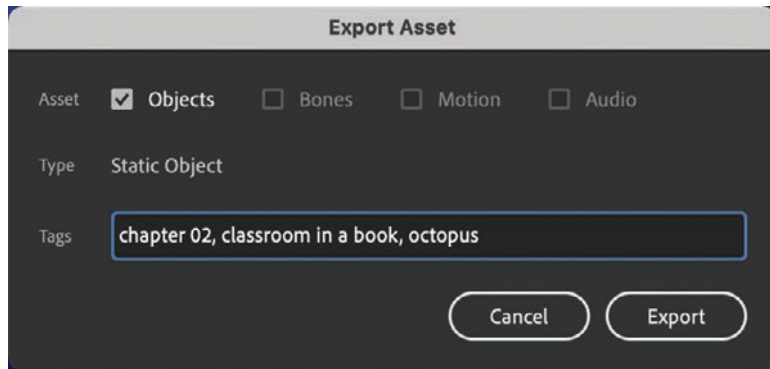 Export Asset
Asset Objects Bones Motion Audio
Type Static Object
Tags chapter 02, classroom in a book, octopus
Cancel Export